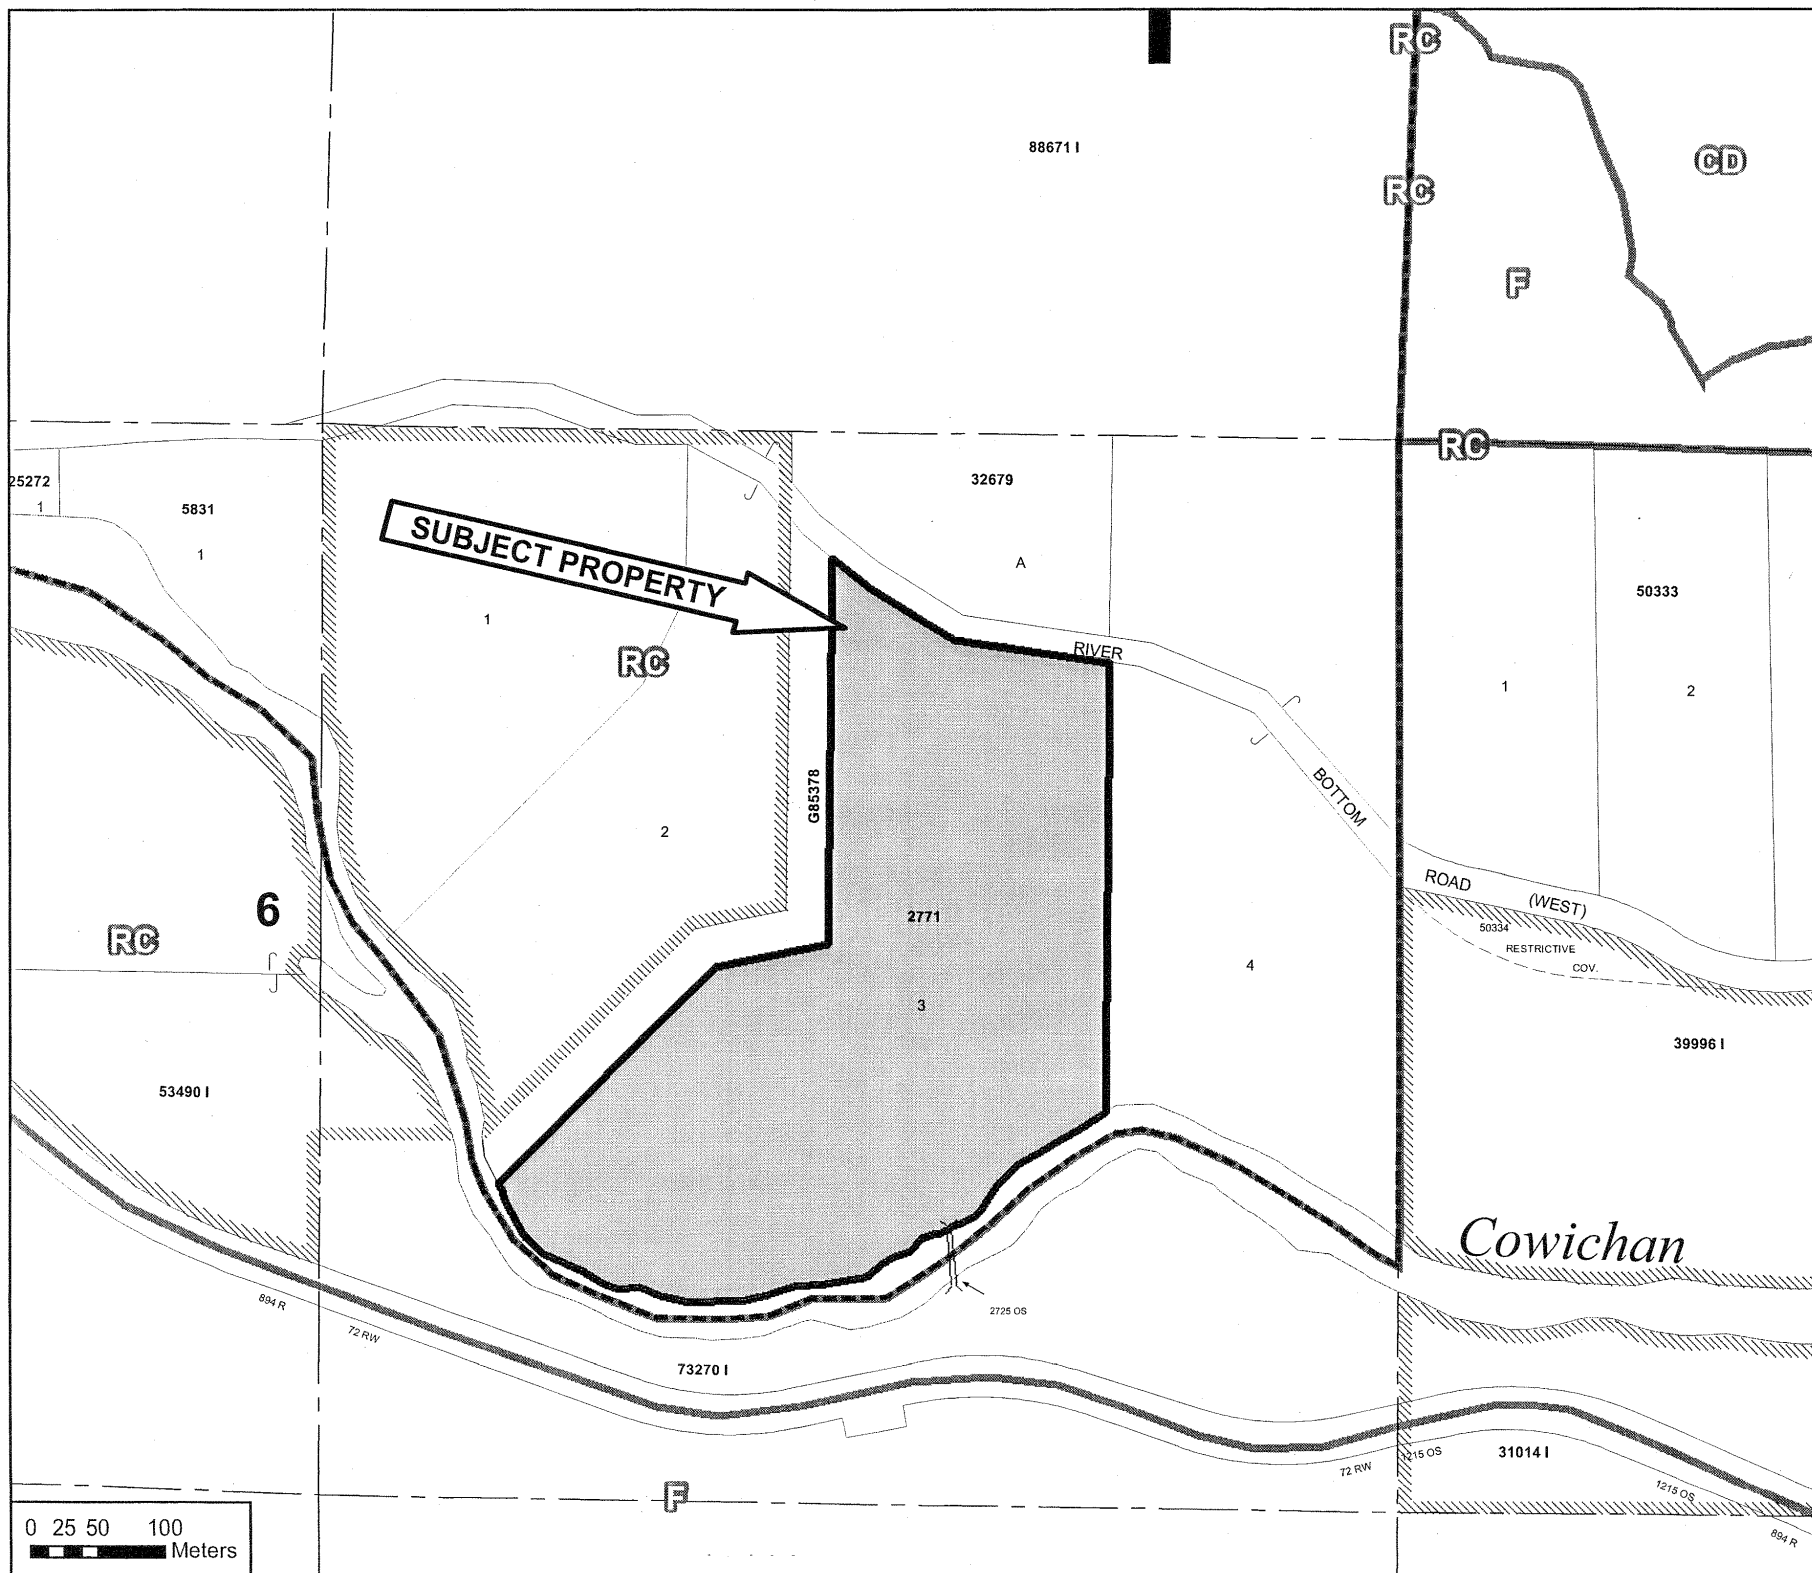 RC
88671 I
CD
RC
F
RC
25272
1
5831
1
32679
A
SUBJECT PROPERTY
1
RC
RIVER
50333
1
2
G85378
BOTTOM
2
ROAD
(WEST)
50334
RESTRICTIVE
COV.
6
RC
2771
3
4
39996 I
53490 I
Cowichan
894 R
72 RW
2725 OS
73270 I
72 RW
1215 OS
31014 I
1215 OS
894 R
F
0 25 50 100
Meters